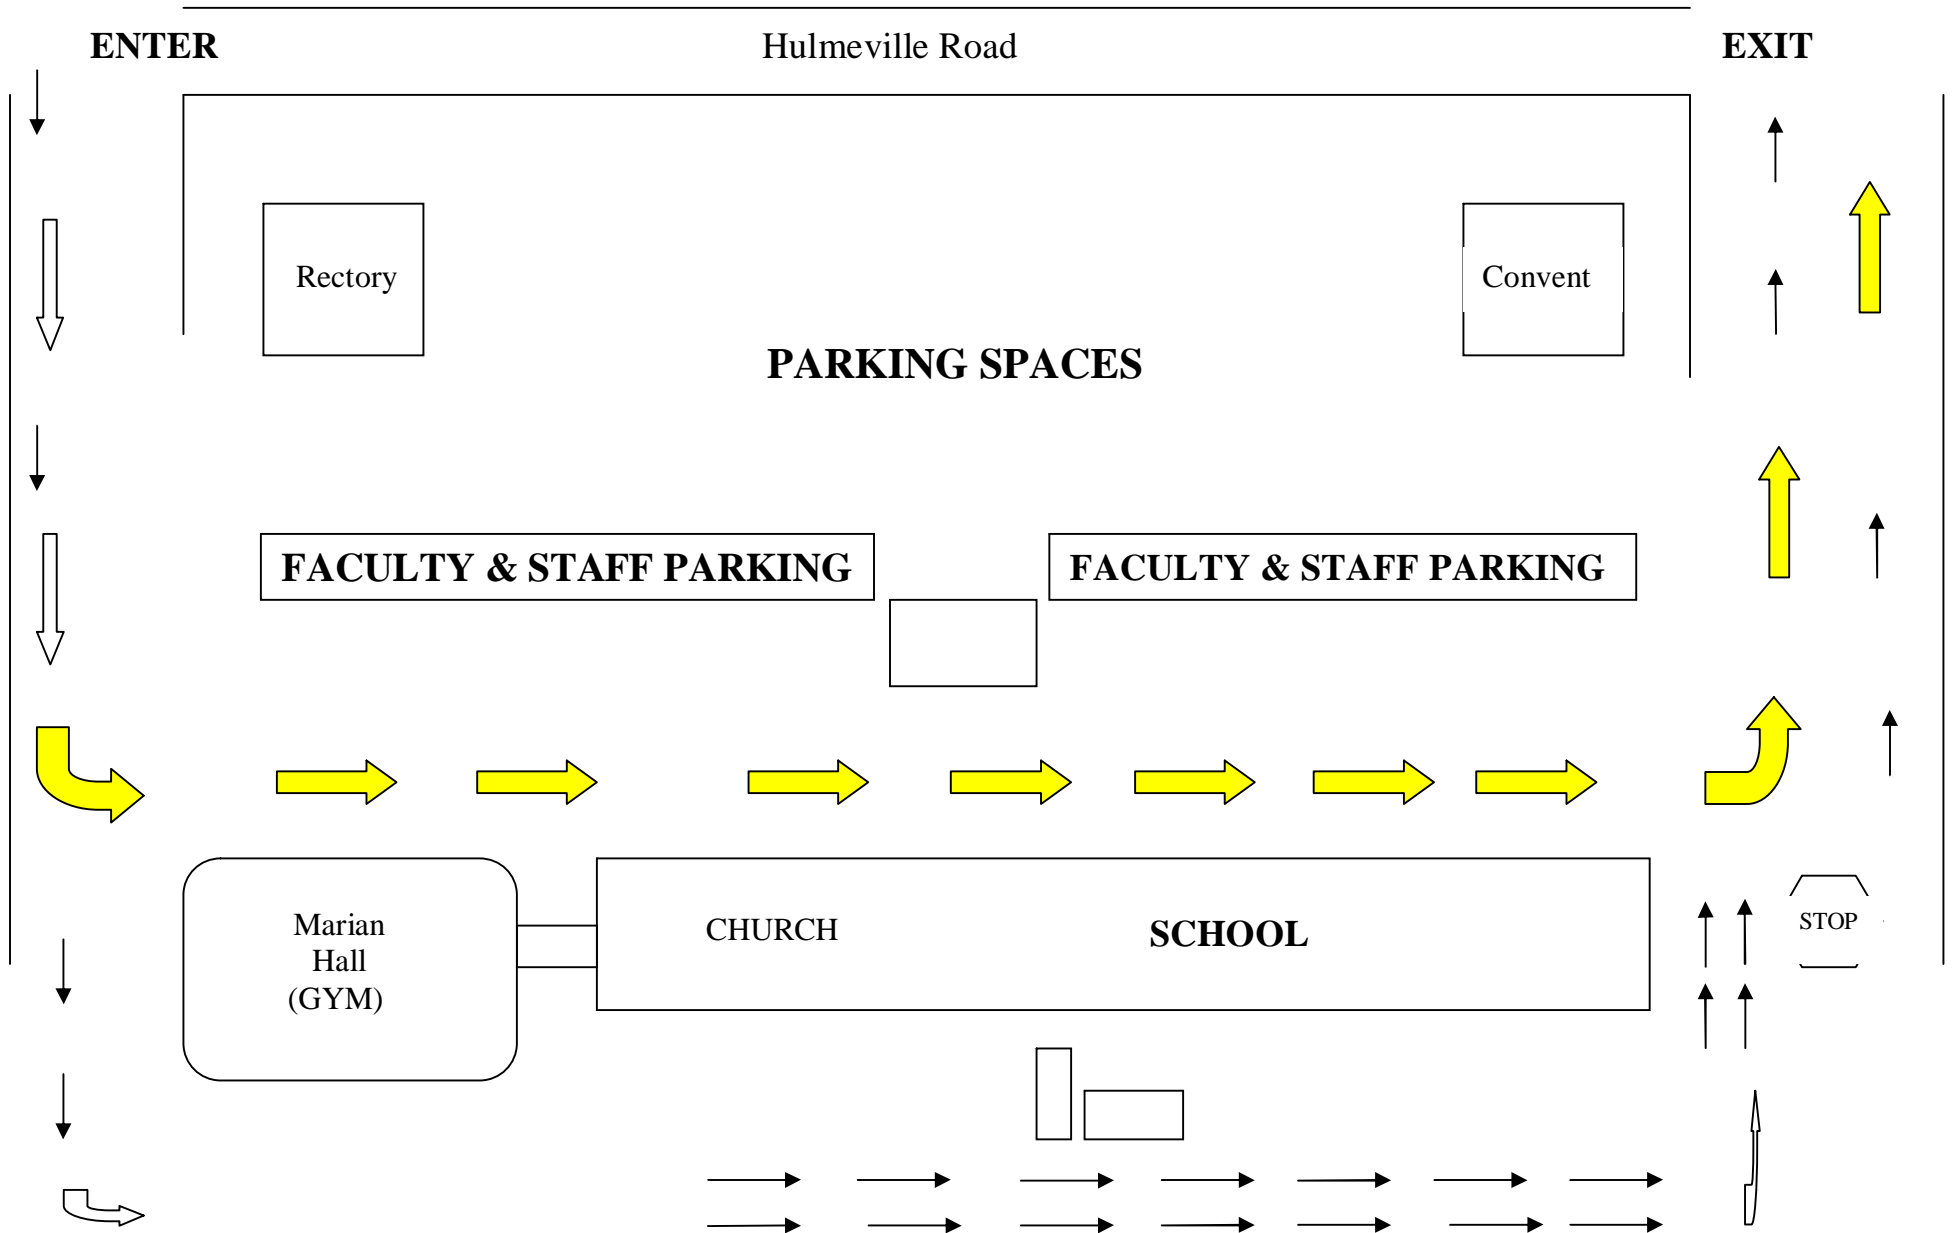 ENTER
Hulmeville Road
EXIT
Rectory
Convent
PARKING SPACES
FACULTY & STAFF PARKING
FACULTY & STAFF PARKING
Marian
Hall
(GYM)
CHURCH
SCHOOL
STOP